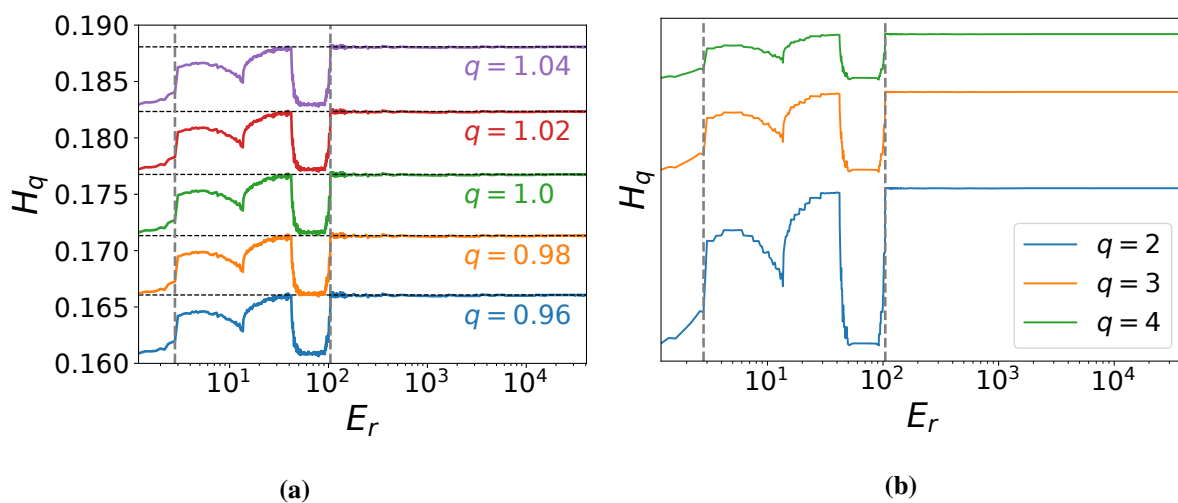 0.190
0.185
0.180
0.175
0.170
0.165
0.160
H_q
q = 1.04
q = 1.02
q = 1.0
q = 0.98
q = 0.96
10^1
10^2
10^3
10^4
E_r
(a)
H_q
q = 2
q = 3
q = 4
10^1
10^2
10^3
10^4
E_r
(b)